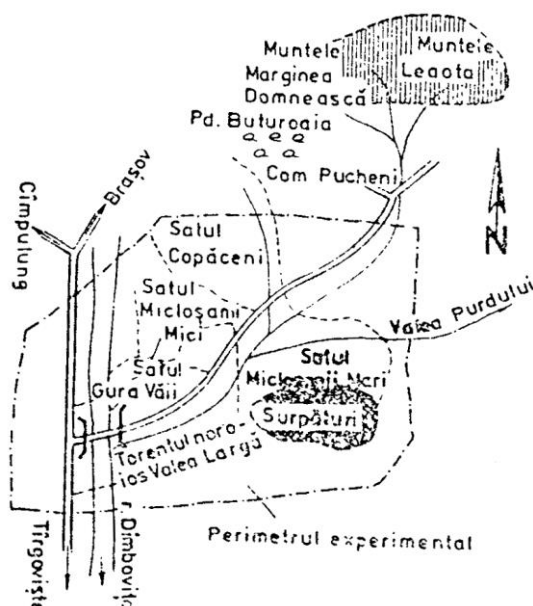 Muntele
Marginea
Domnească
Muntele
Leaota
Pd. Buturoaia
Com Pucheni
Brașov
Cîmpulung
N
Satul
Copăceni
Satul
Micloșanii
Mici
Valea Purdului
Satul
Gura Văii
Satul
Micloșanii Mari
Surpături
Torentul noro-
ios Valea Largă
Perimetrul experimental
Tîrgoviște
r. Dîmbovița